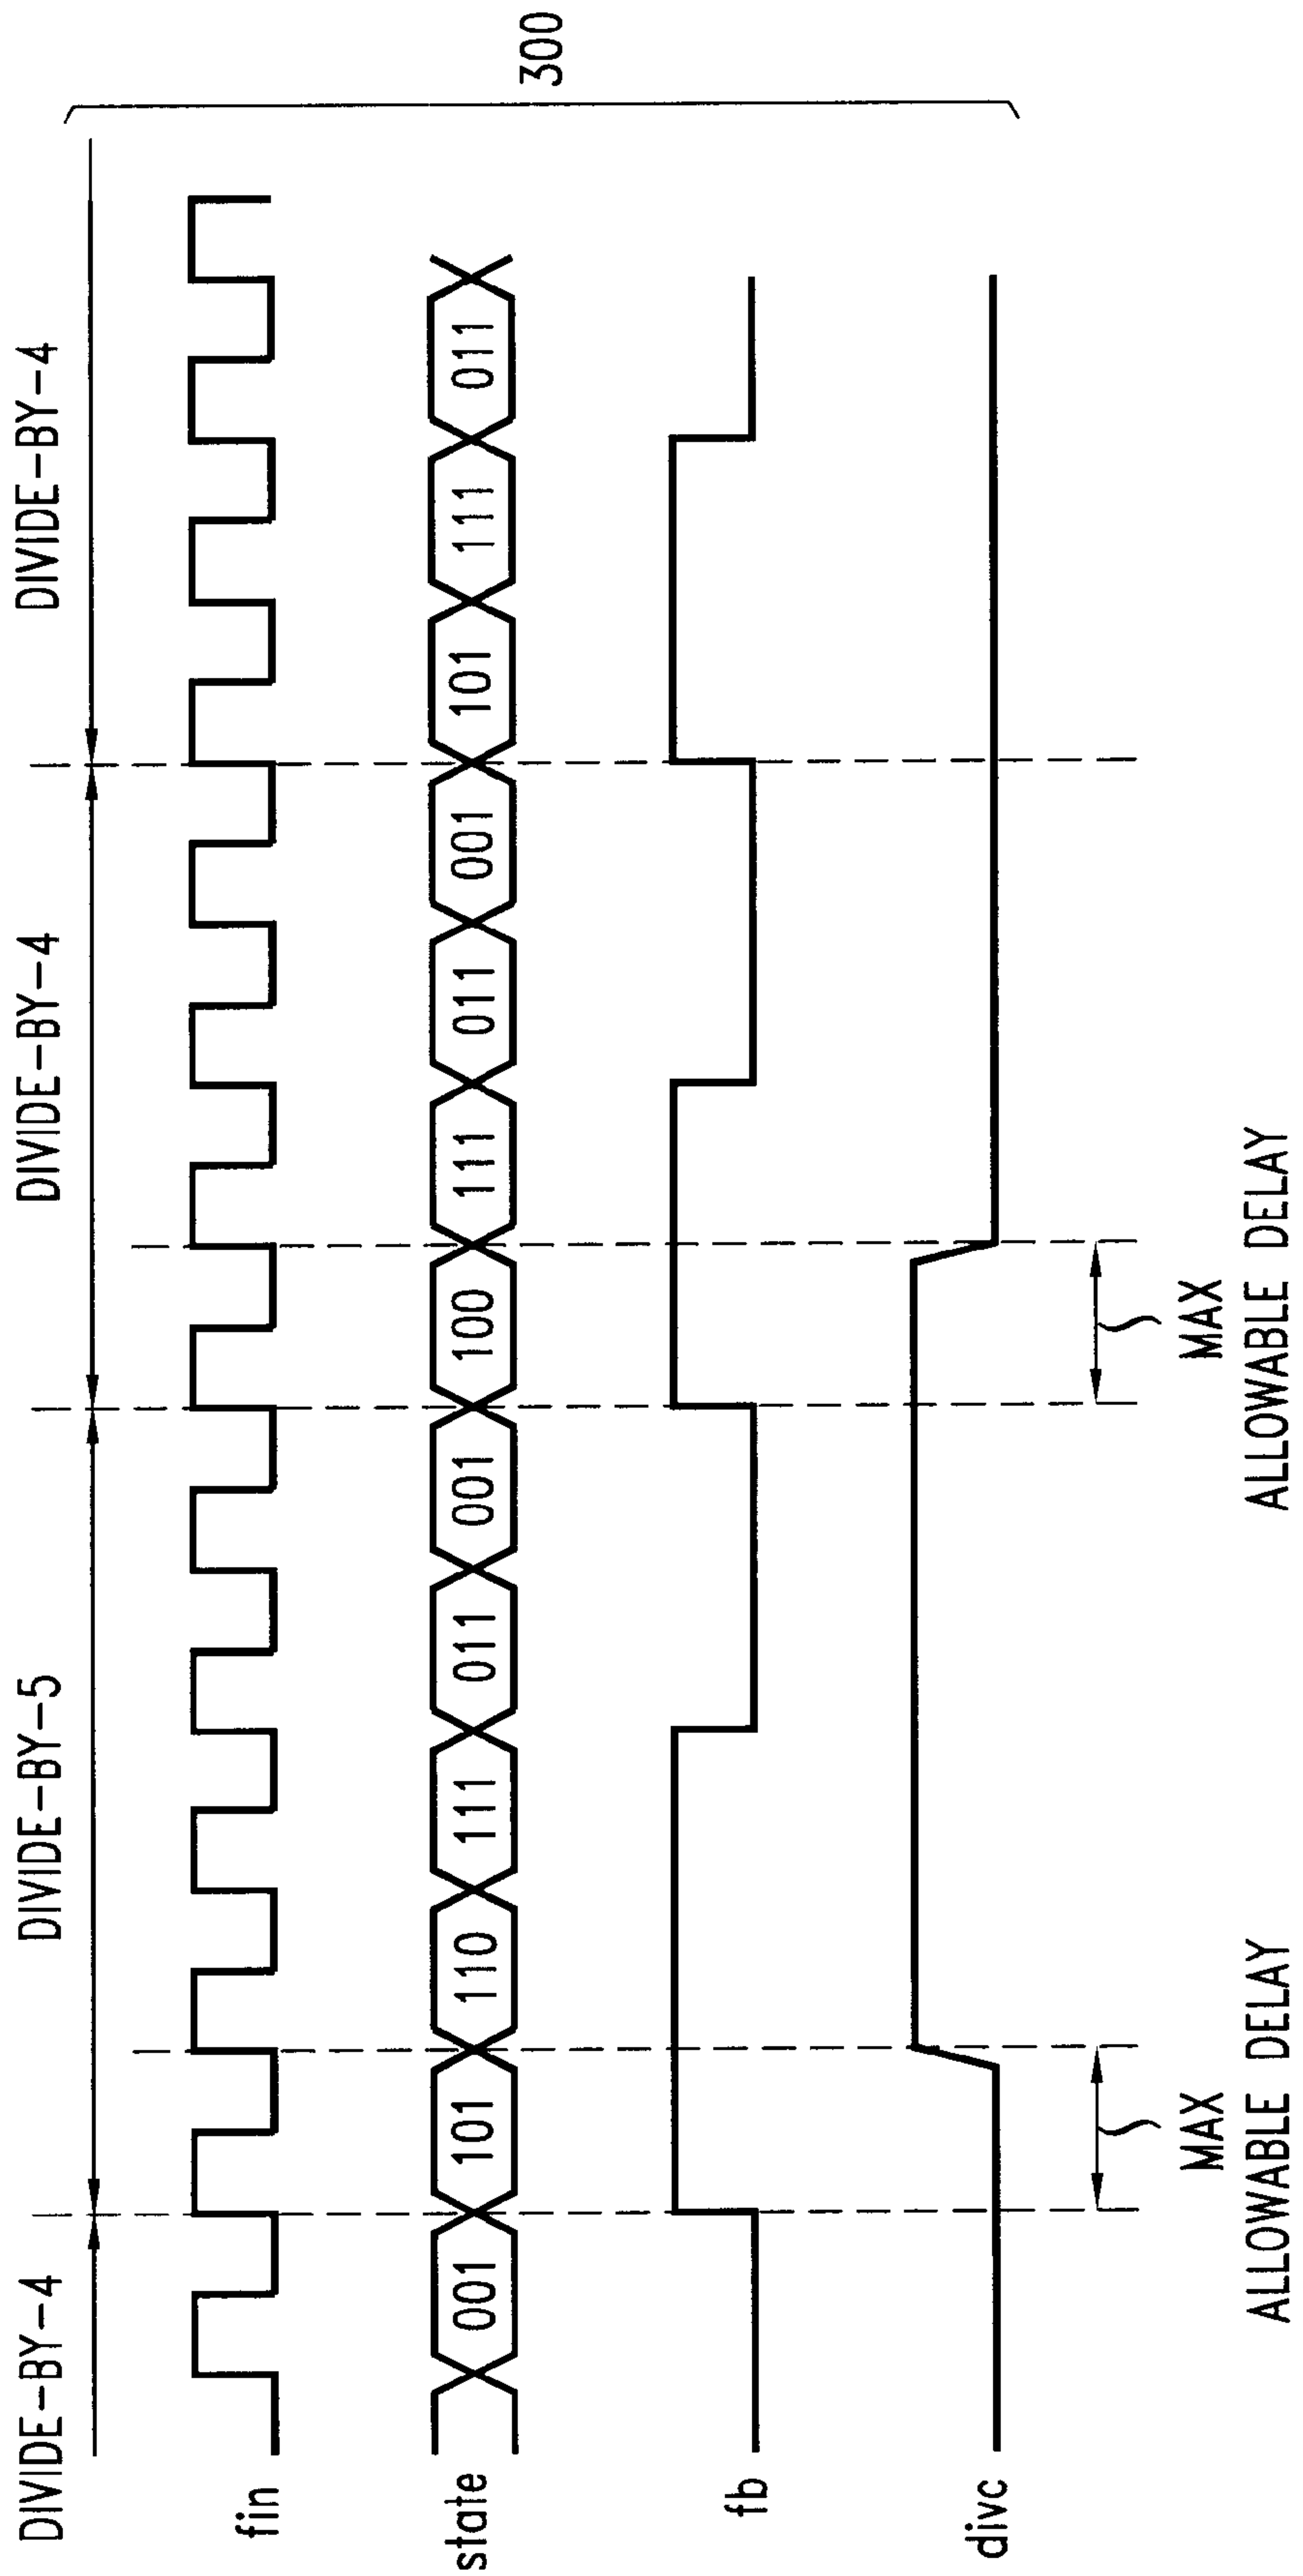 DIVIDE-BY-4
DIVIDE-BY-5
DIVIDE-BY-4
DIVIDE-BY-4
fin
state
001
101
110
111
011
001
100
111
011
001
101
111
011
fb
divc
MAX
ALLOWABLE DELAY
MAX
ALLOWABLE DELAY
300